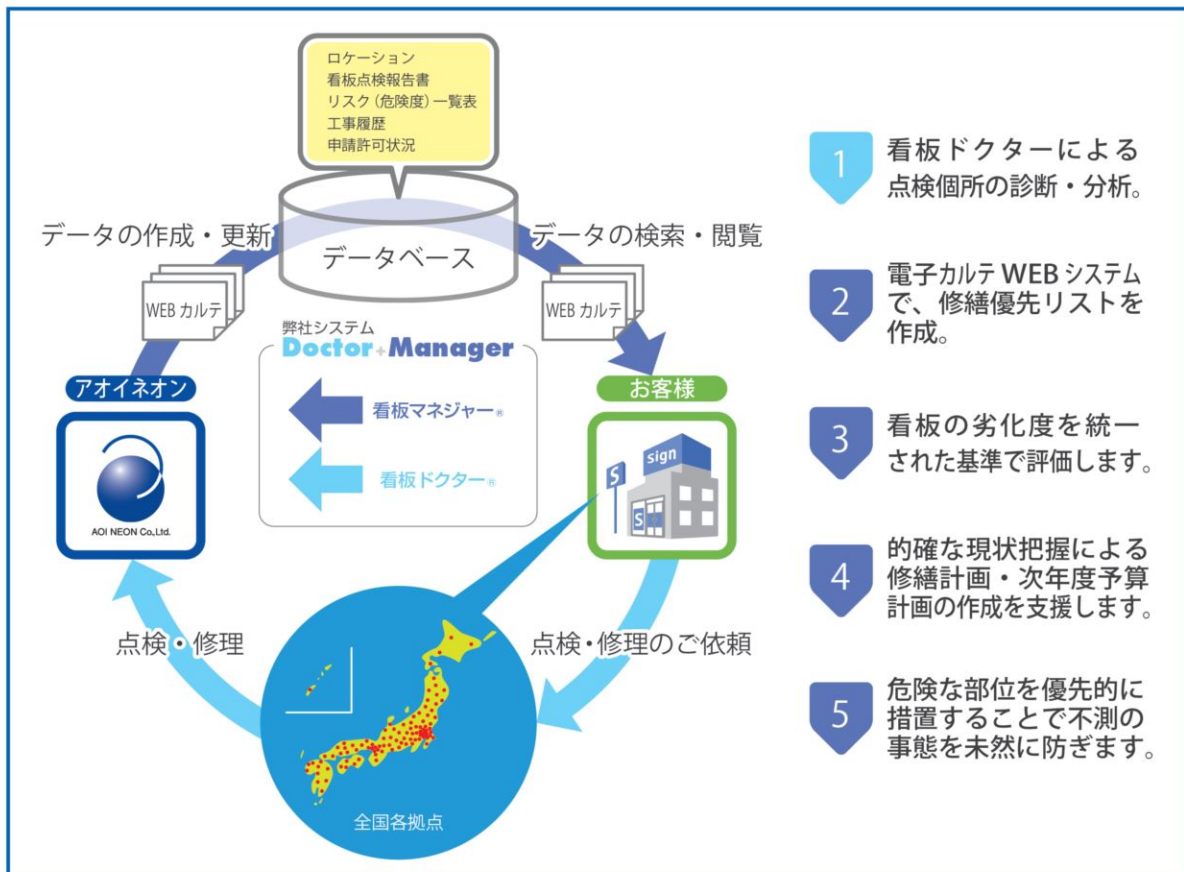 ロケーション
看板点検報告書
リスク（危険度）一覧表
工事履歴
申請許可状況
データの作成・更新
データベース
データの検索・閲覧
WEB カルテ
WEB カルテ
弊社システム
Doctor+Manager
看板マネジャー®
看板ドクター®
アオイネオン
AOI NEON Co,.Ltd.
お客様
sign
S
S
点検・修理
点検・修理のご依頼
全国各拠点
1
看板ドクターによる
点検個所の診断・分析。
2
電子カルテ WEB システム
で、修繕優先リストを
作成。
3
看板の劣化度を統一
された基準で評価します。
4
的確な現状把握による
修繕計画・次年度予算
計画の作成を支援します。
5
危険な部位を優先的に
措置することで不測の
事態を未然に防ぎます。